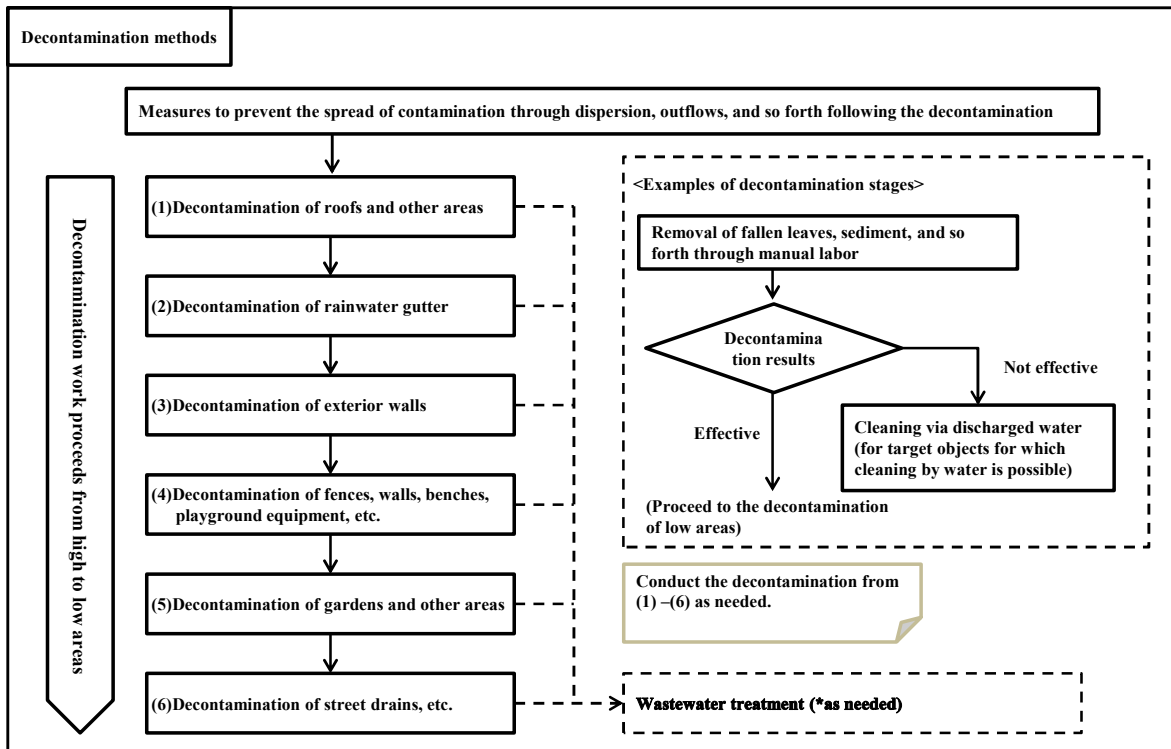 Decontamination methods
Measures to prevent the spread of contamination through dispersion, outflows, and so forth following the decontamination
Decontamination work proceeds from high to low areas
(1)Decontamination of roofs and other areas
(2)Decontamination of rainwater gutter
(3)Decontamination of exterior walls
(4)Decontamination of fences, walls, benches,
playground equipment, etc.
(5)Decontamination of gardens and other areas
(6)Decontamination of street drains, etc.
<Examples of decontamination stages>
Removal of fallen leaves, sediment, and so
forth through manual labor
Decontamina
tion results
Not effective
Effective
Cleaning via discharged water
(for target objects for which
cleaning by water is possible)
(Proceed to the decontamination
of low areas)
Conduct the decontamination from
(1) –(6) as needed.
Wastewater treatment (*as needed)